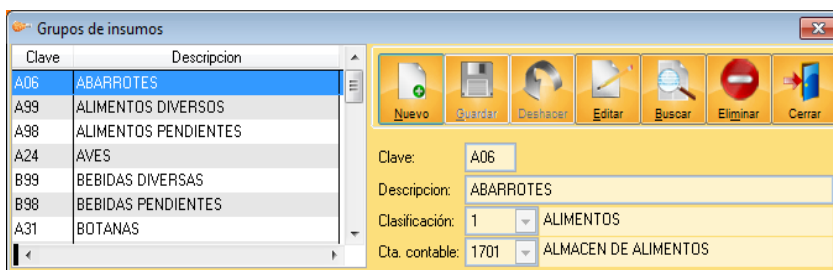 Grupos de insumos
Clave Descripcion
A06 ABARROTES
A99 ALIMENTOS DIVERSOS
A98 ALIMENTOS PENDIENTES
A24 AVES
B99 BEBIDAS DIVERSAS
B98 BEBIDAS PENDIENTES
A31 BOTANAS
Nuevo Guardar Deshacer Editar Buscar Eliminar Cerrar
Clave: A06
Descripcion: ABARROTES
Clasificación: 1 ALIMENTOS
Cta. contable: 1701 ALMACEN DE ALIMENTOS